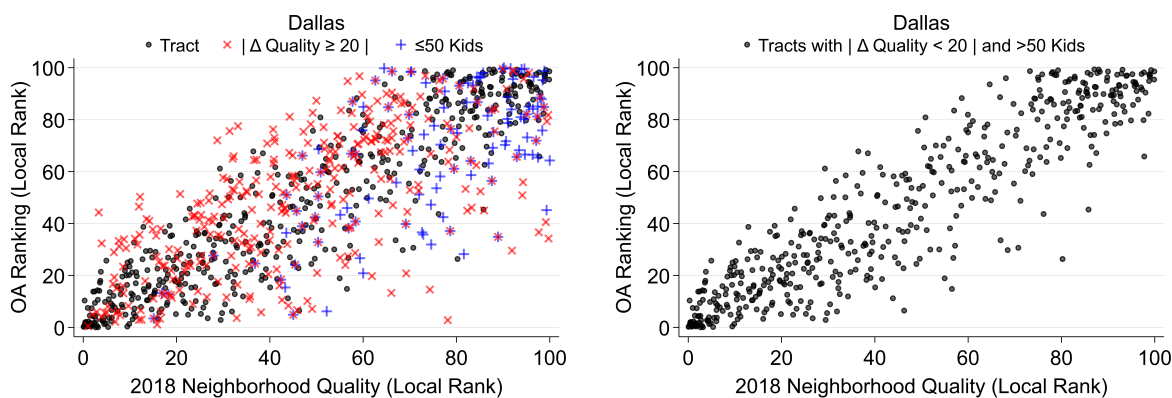 Dallas
Tract | Δ Quality ≥ 20 | ≤50 Kids
100
80
60
40
20
0
0 20 40 60 80 100
OA Ranking (Local Rank)
2018 Neighborhood Quality (Local Rank)
Dallas
Tracts with | Δ Quality < 20 | and >50 Kids
100
80
60
40
20
0
0 20 40 60 80 100
OA Ranking (Local Rank)
2018 Neighborhood Quality (Local Rank)